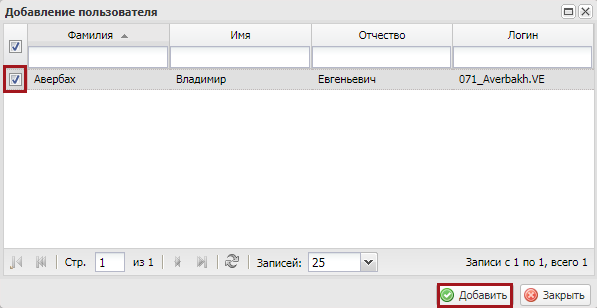 Добавление пользователя
Фамилия Имя Отчество Логин
Авербах Владимир Евгеньевич 071_Averbakh.VE
Стр. 1 из 1 Записей: 25 Записи с 1 по 1, всего 1
Добавить Закрыть